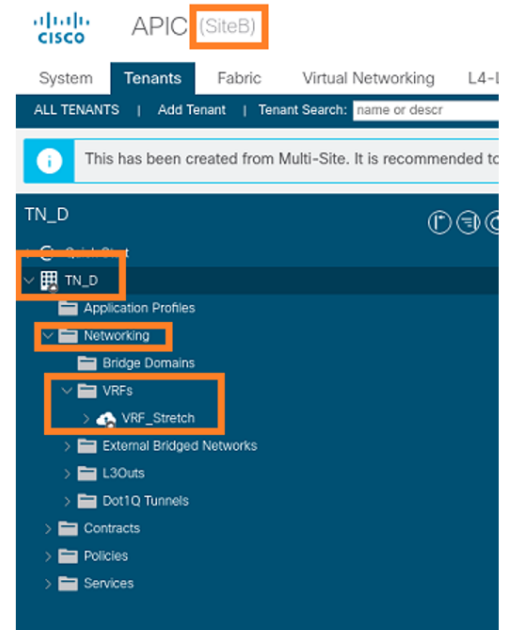 CISCO APIC (SiteB)
System Tenants Fabric Virtual Networking
ALL TENANTS | Add Tenant | Tenant Search: name or descr
i This has been created from Multi-Site. It is recommended to
TN_D
TN_D
Application Profiles
Networking
Bridge Domains
VRFs
VRF_Stretch
External Bridged Networks
L3Outs
Dot1Q Tunnels
Contracts
Policies
Services